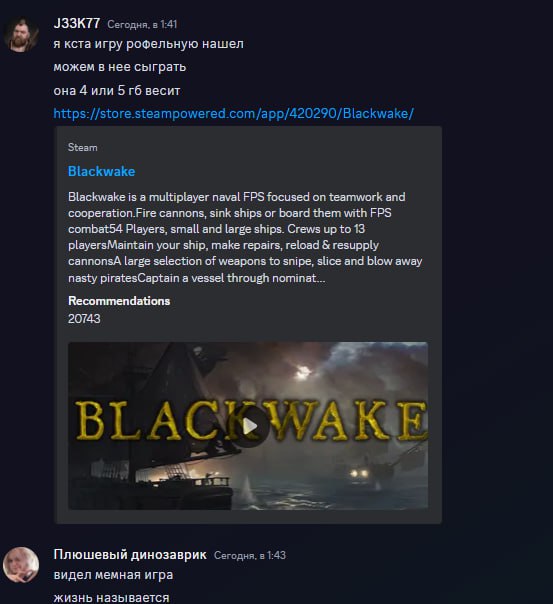 J33K77 Сегодня, в 1:41
я кста игру рофельную нашел
можем в нее сыграть
она 4 или 5 гб весит
https://store.steampowered.com/app/420290/Blackwake/
Steam
Blackwake
Blackwake is a multiplayer naval FPS focused on teamwork and
cooperation.Fire cannons, sink ships or board them with FPS
combat54 Players, small and large ships. Crews up to 13
playersMaintain your ship, make repairs, reload & resupply
cannonsA large selection of weapons to snipe, slice and blow away
nasty piratesCaptain a vessel through nominat...
Recommendations
20743
BLACKWAKE
Плюшевый динозаврик Сегодня, в 1:43
видел мемная игра
жизнь называется